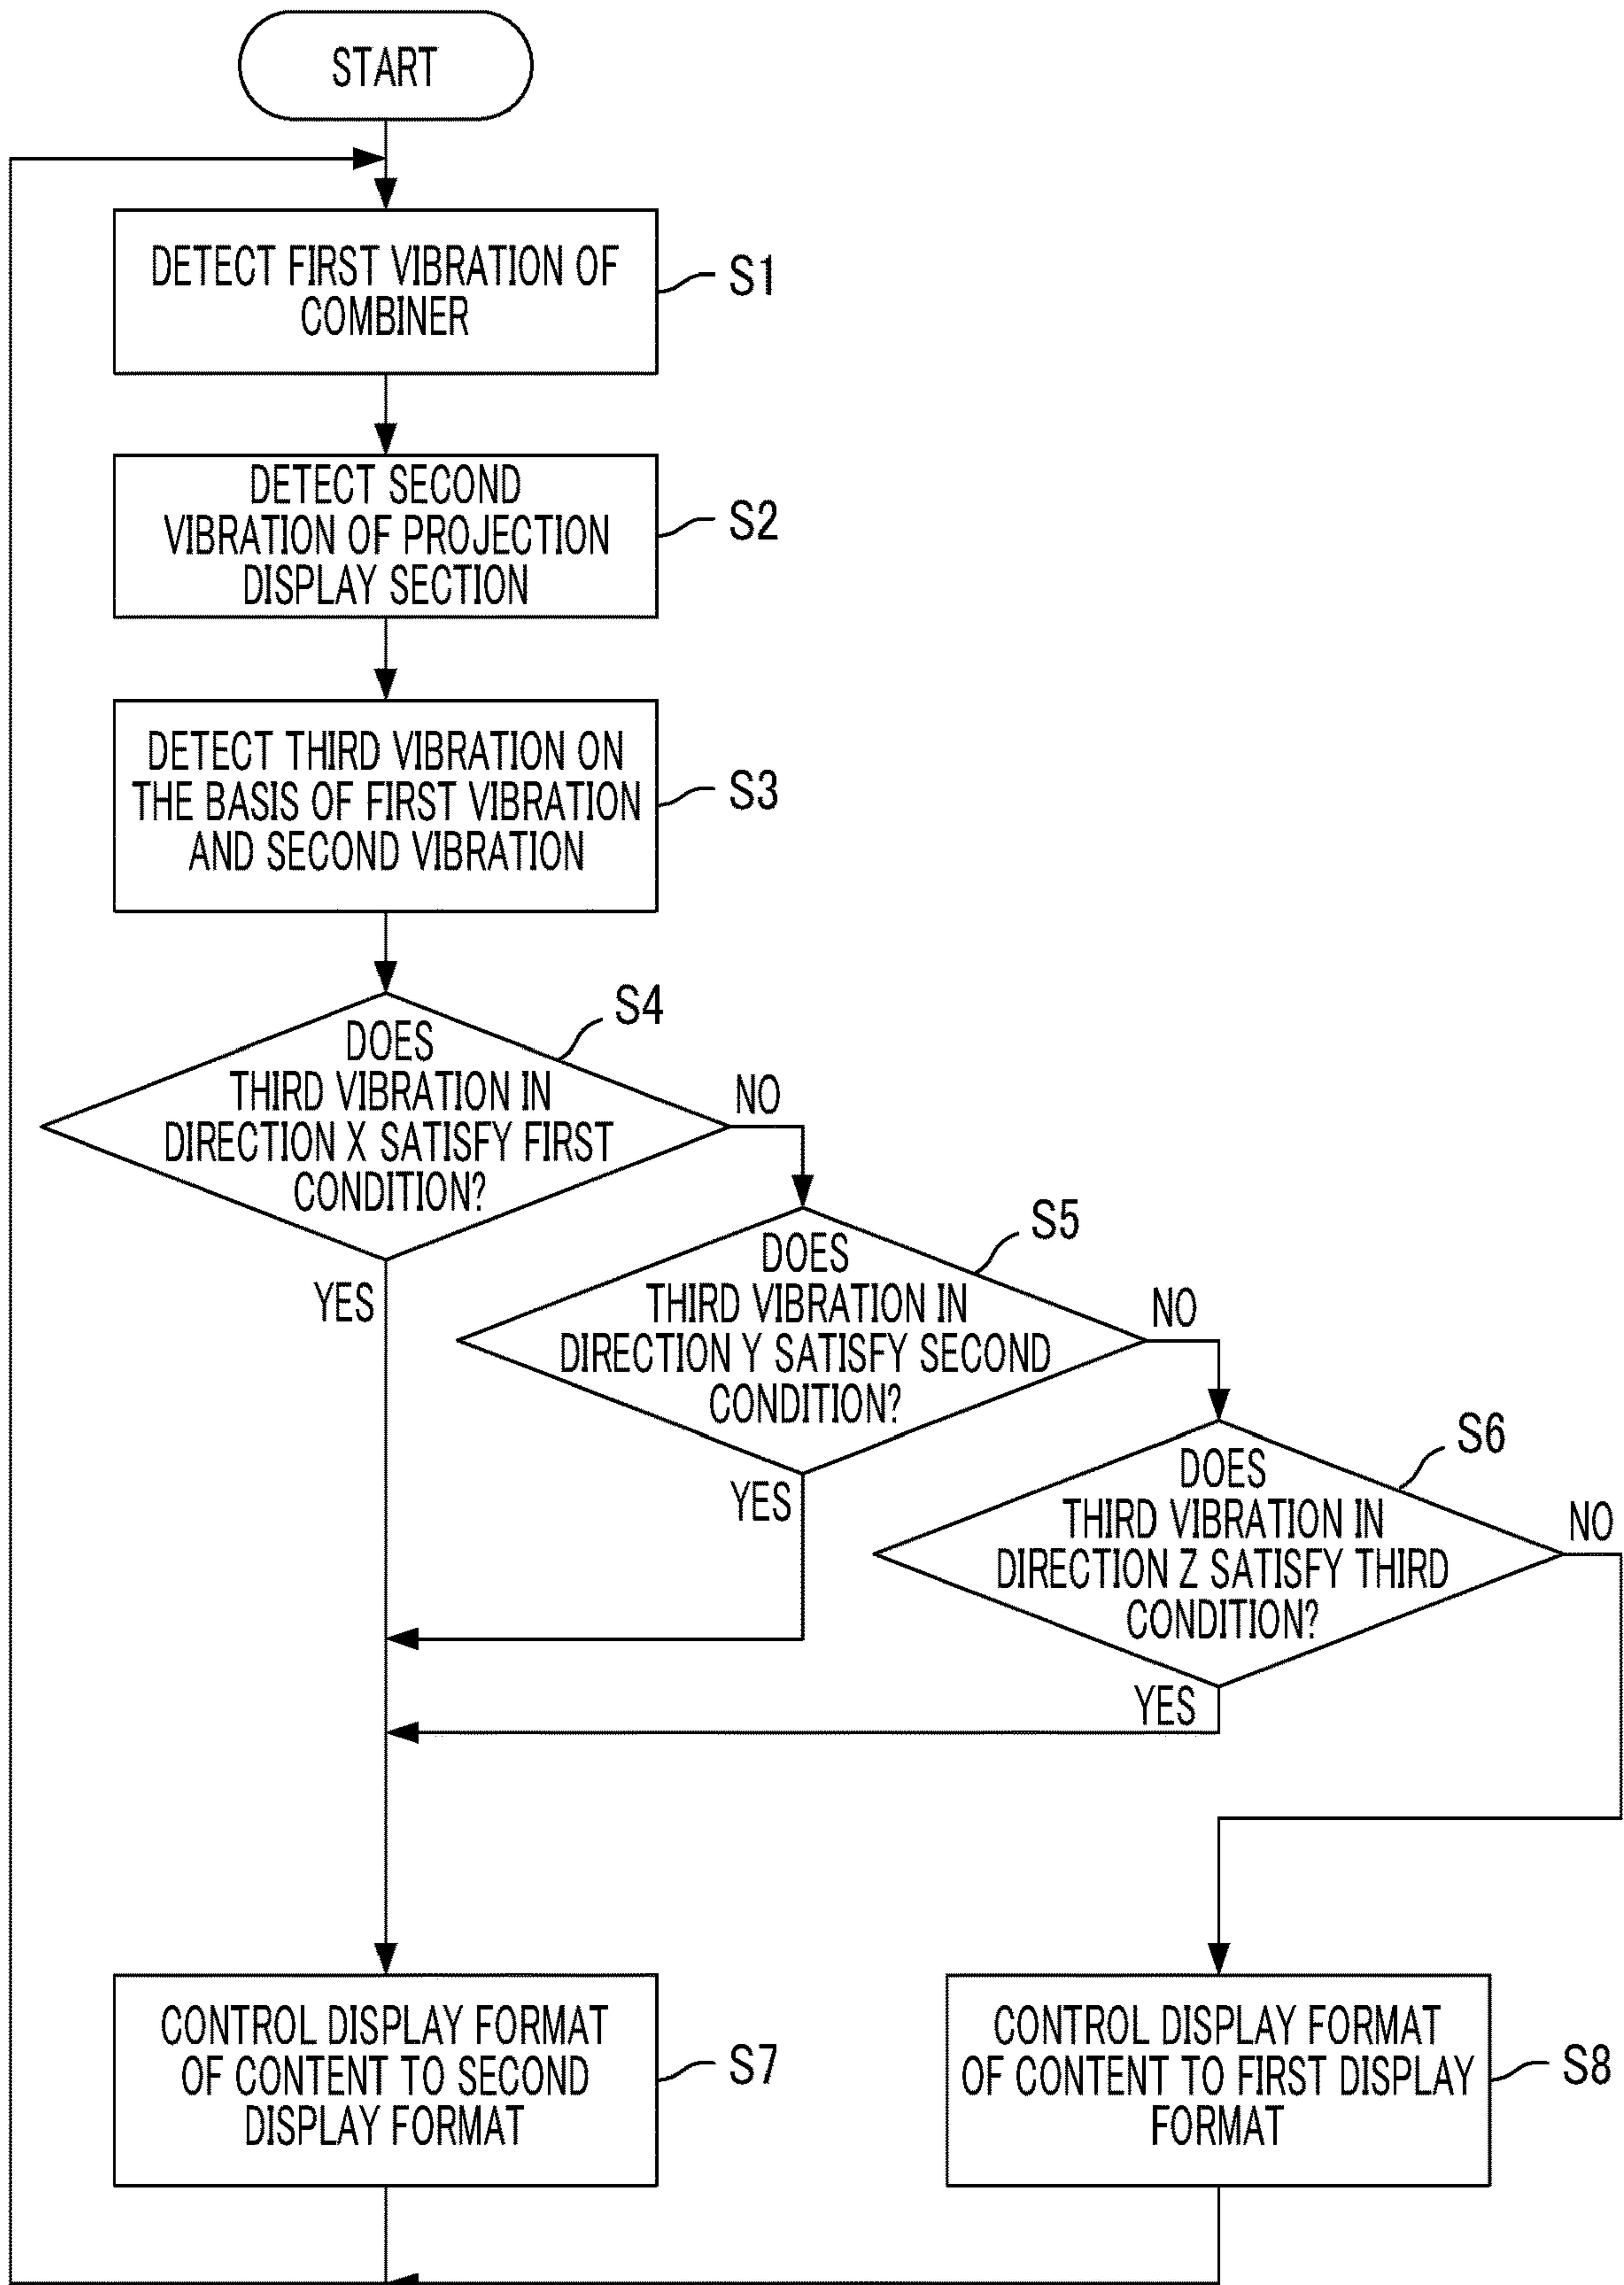 START
DETECT FIRST VIBRATION OF
COMBINER
S1
DETECT SECOND
VIBRATION OF PROJECTION
DISPLAY SECTION
S2
DETECT THIRD VIBRATION ON
THE BASIS OF FIRST VIBRATION
AND SECOND VIBRATION
S3
S4
DOES
THIRD VIBRATION IN
DIRECTION X SATISFY FIRST
CONDITION?
NO
YES
S5
DOES
THIRD VIBRATION IN
DIRECTION Y SATISFY SECOND
CONDITION?
NO
YES
S6
DOES
THIRD VIBRATION IN
DIRECTION Z SATISFY THIRD
CONDITION?
NO
YES
CONTROL DISPLAY FORMAT
OF CONTENT TO SECOND
DISPLAY FORMAT
S7
CONTROL DISPLAY FORMAT
OF CONTENT TO FIRST DISPLAY
FORMAT
S8